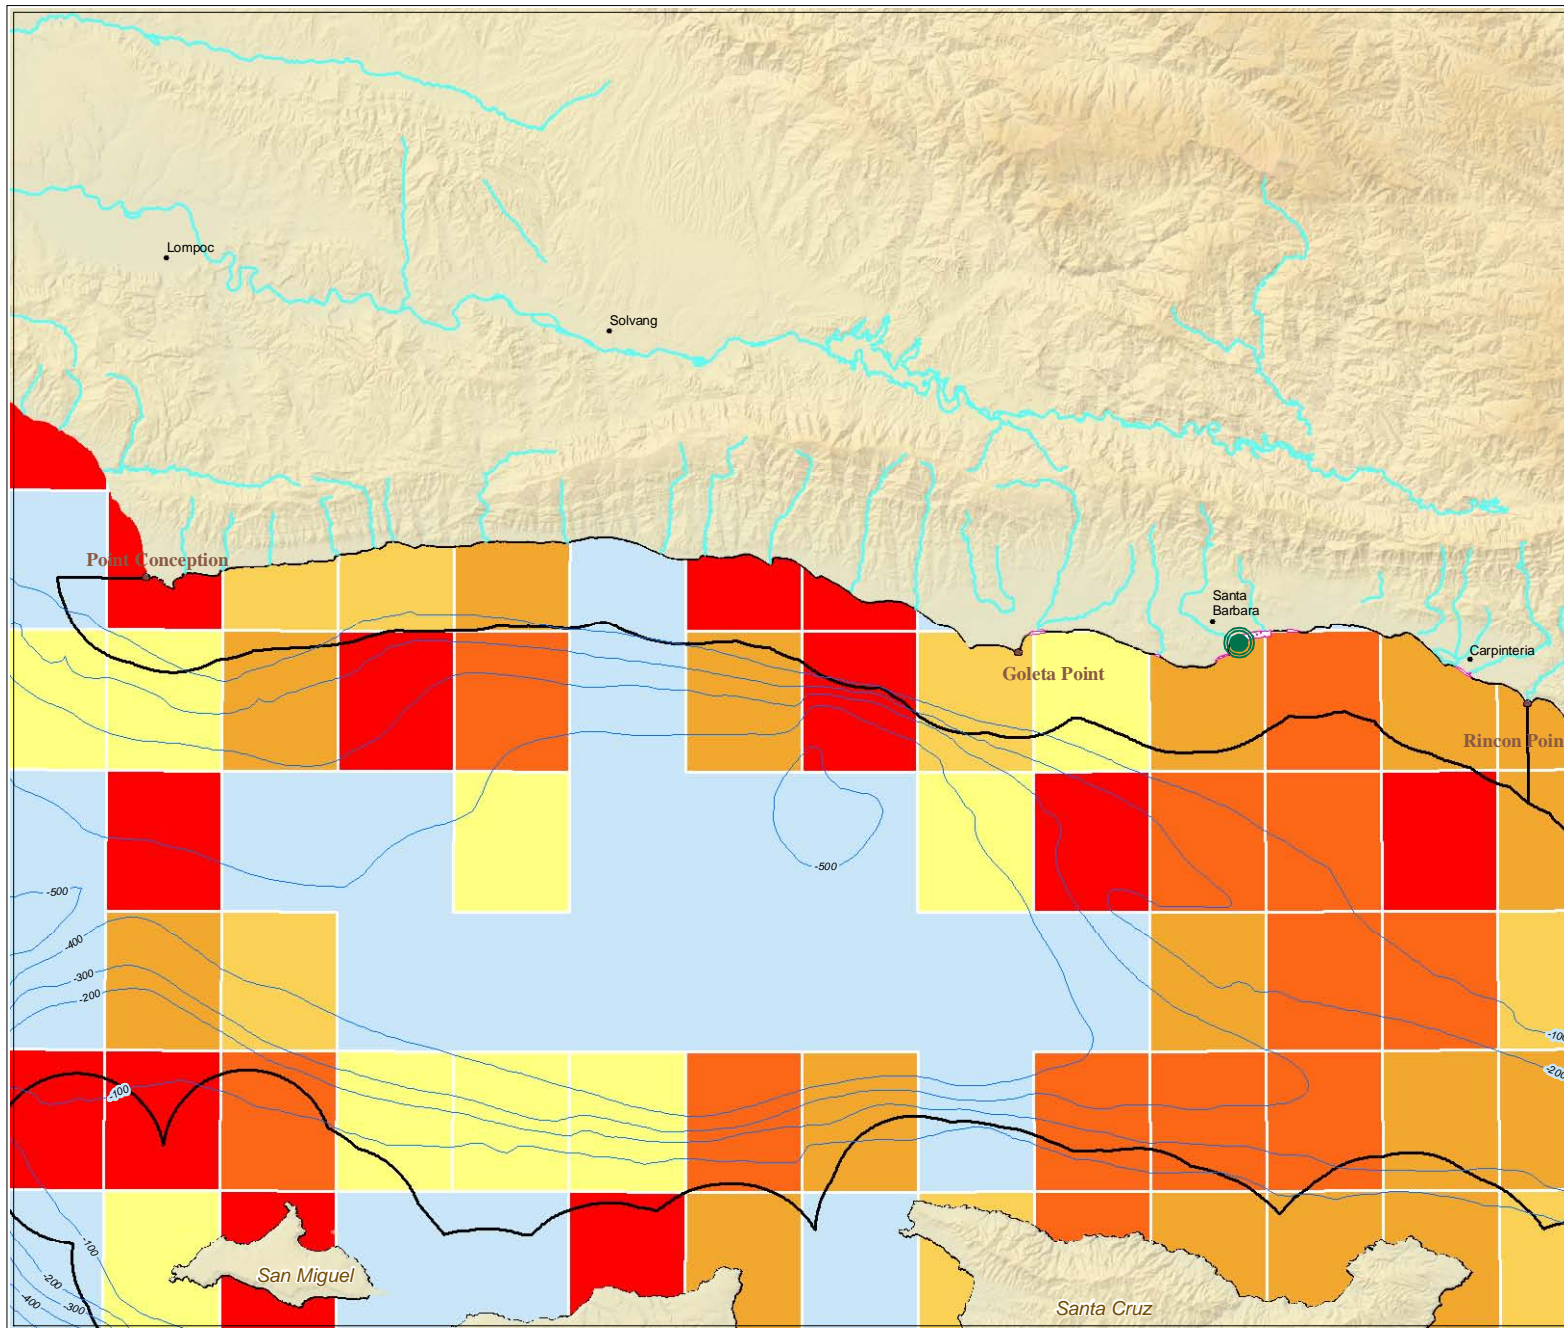 Lompoc
Solvang
Point Conception
Santa
Barbara
Goleta Point
Carpinteria
Rincon Poin
-500
-500
-400
-300
-200
-100
-200
-100
-100
-200
-300
-400
San Miguel
Santa Cruz